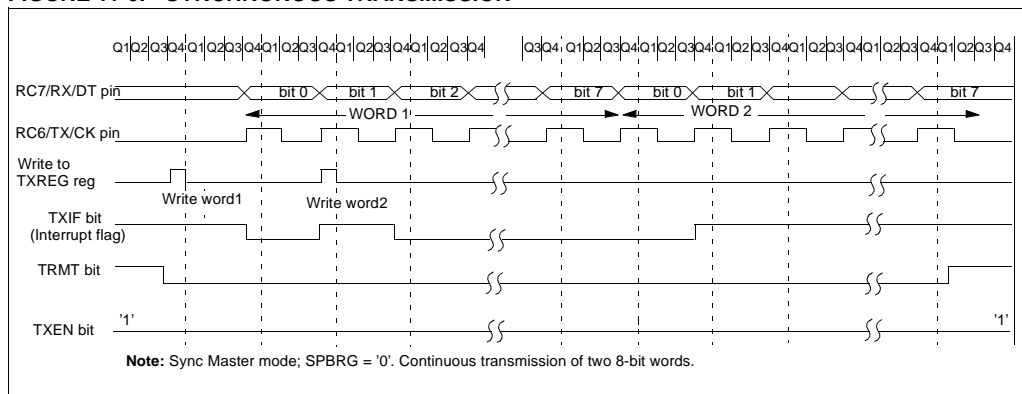 Q1 Q2 Q3 Q4 Q1 Q2 Q3 Q4 Q1 Q2 Q3 Q4 Q1 Q2 Q3 Q4 Q1 Q2 Q3 Q4 Q3 Q4 Q1 Q2 Q3 Q4 Q1 Q2 Q3 Q4 Q1 Q2 Q3 Q4 Q1 Q2 Q3 Q4 Q1 Q2 Q3 Q4 Q1 Q2 Q3 Q4
RC7/RX/DT pin bit 0 bit 1 bit 2 bit 7 bit 0 bit 1 bit 7
WORD 1 WORD 2
RC6/TX/CK pin
Write to
TXREG reg
Write word1 Write word2
TXIF bit
(Interrupt flag)
TRMT bit
'1' '1'
TXEN bit
Note: Sync Master mode; SPBRG = '0'. Continuous transmission of two 8-bit words.